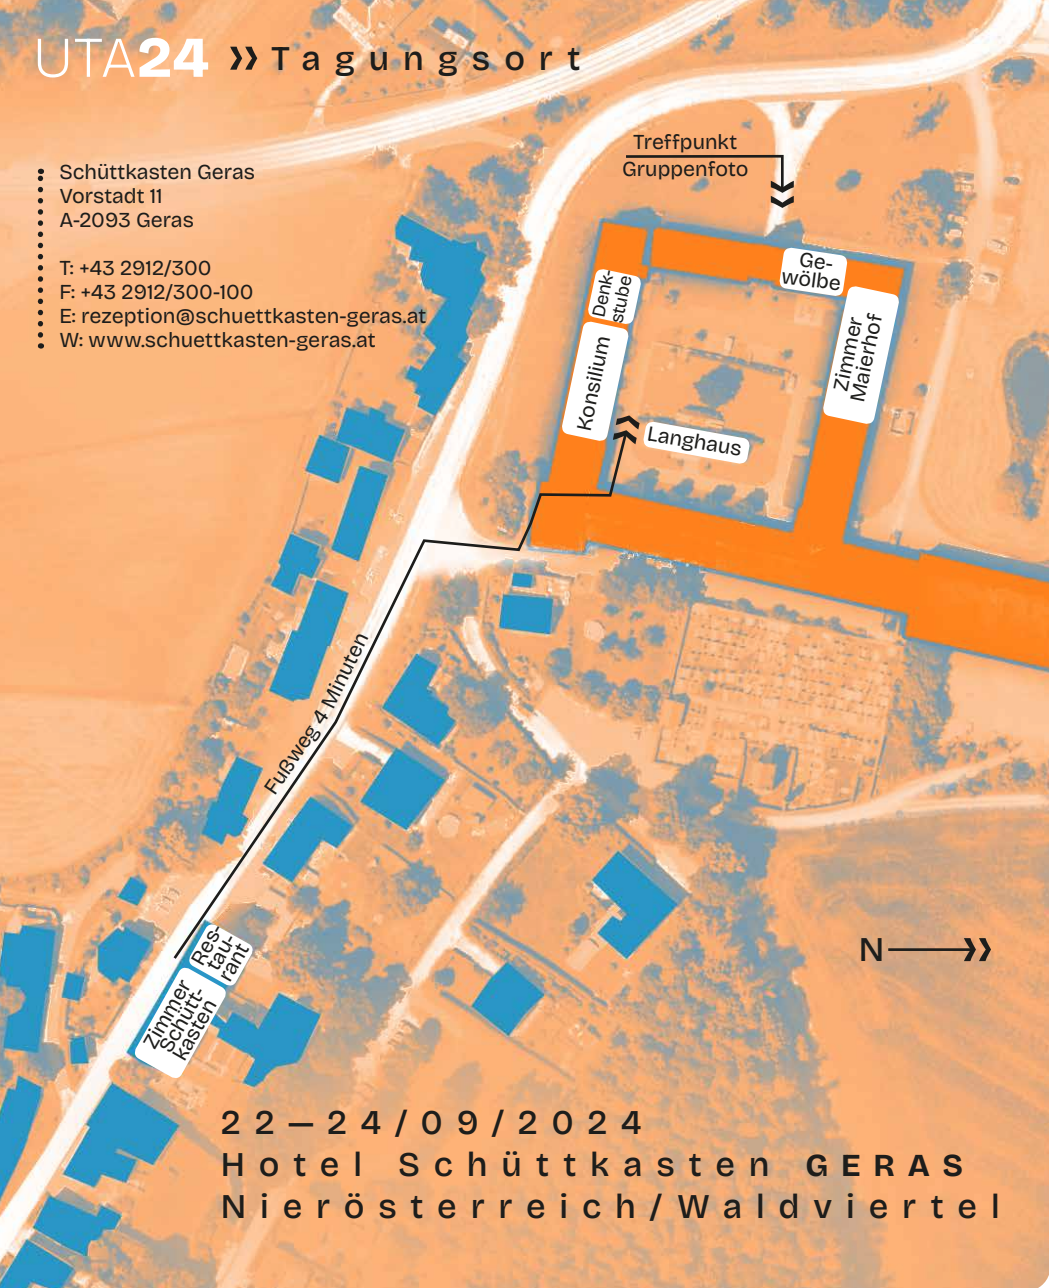 UTA24 » Tagungsort
Treffpunkt
Gruppenfoto
Schüttkasten Geras
Vorstadt 11
A-2093 Geras
T: +43 2912/300
F: +43 2912/300-100
E: rezeption@schuettkasten-geras.at
W: www.schuettkasten-geras.at
Ge-
wölbe
Denk-
stube
Zimmer
Maierhof
Konsilium
Langhaus
Fußweg 4 Minuten
Res-
tau-
rant
Zimmer
Schütt-
kasten
N
22—24/09/2024
Hotel Schüttkasten GERAS
Nierösterreich/Waldviertel